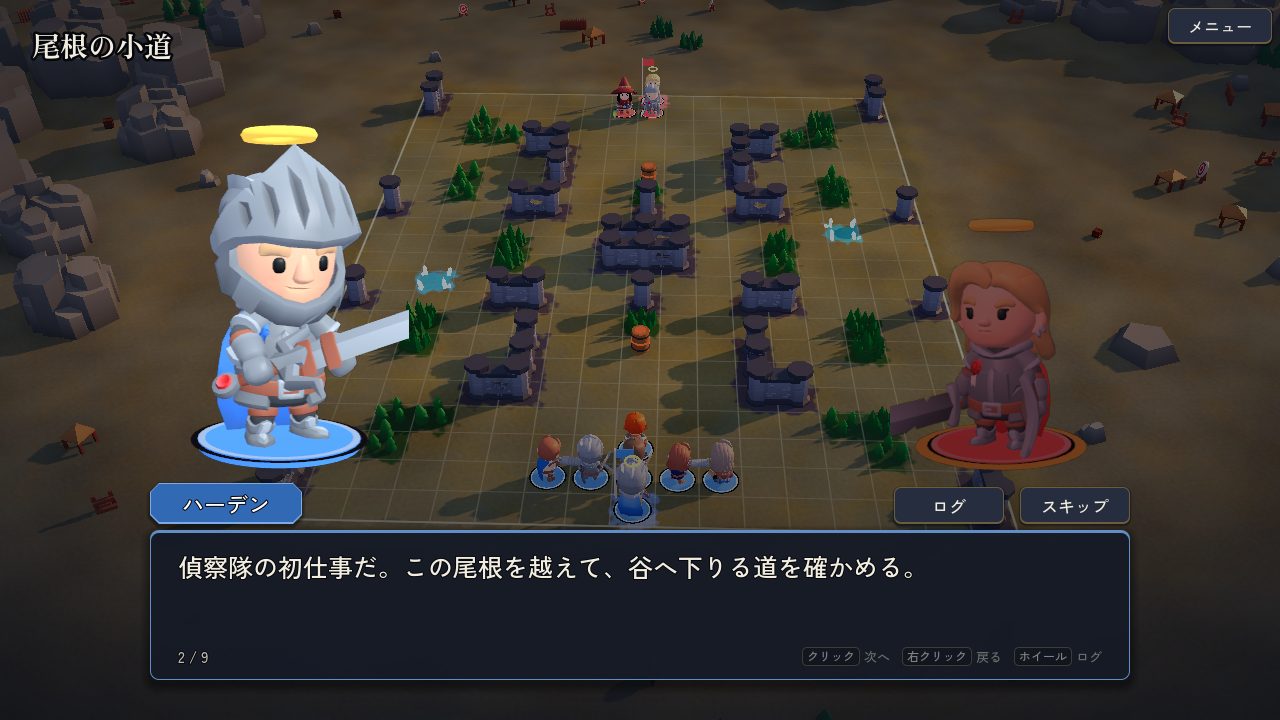 尾根の小道
メニュー
ハーデン
ログ
スキップ
偵察隊の初仕事だ。この尾根を越えて、谷へ下りる道を確かめる。
2 / 9
クリック 次へ 右クリック 戻る ホイール ログ